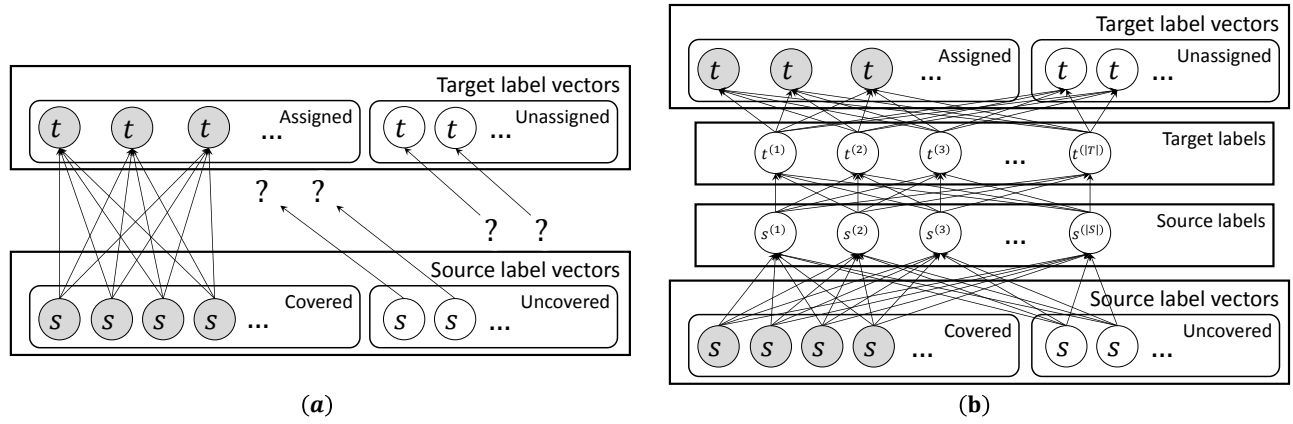 Target label vectors
Assigned
Unassigned
t t t ... t t ...
? ?
? ?
Source label vectors
Covered
Uncovered
s s s s ... s s ...
(a)
Target label vectors
Assigned
Unassigned
t t t ... t t ...
Target labels
t^(1) t^(2) t^(3) ... t^(|T|)
Source labels
s^(1) s^(2) s^(3) ... s^(|S|)
Source label vectors
Covered
Uncovered
s s s s ... s s ...
(b)